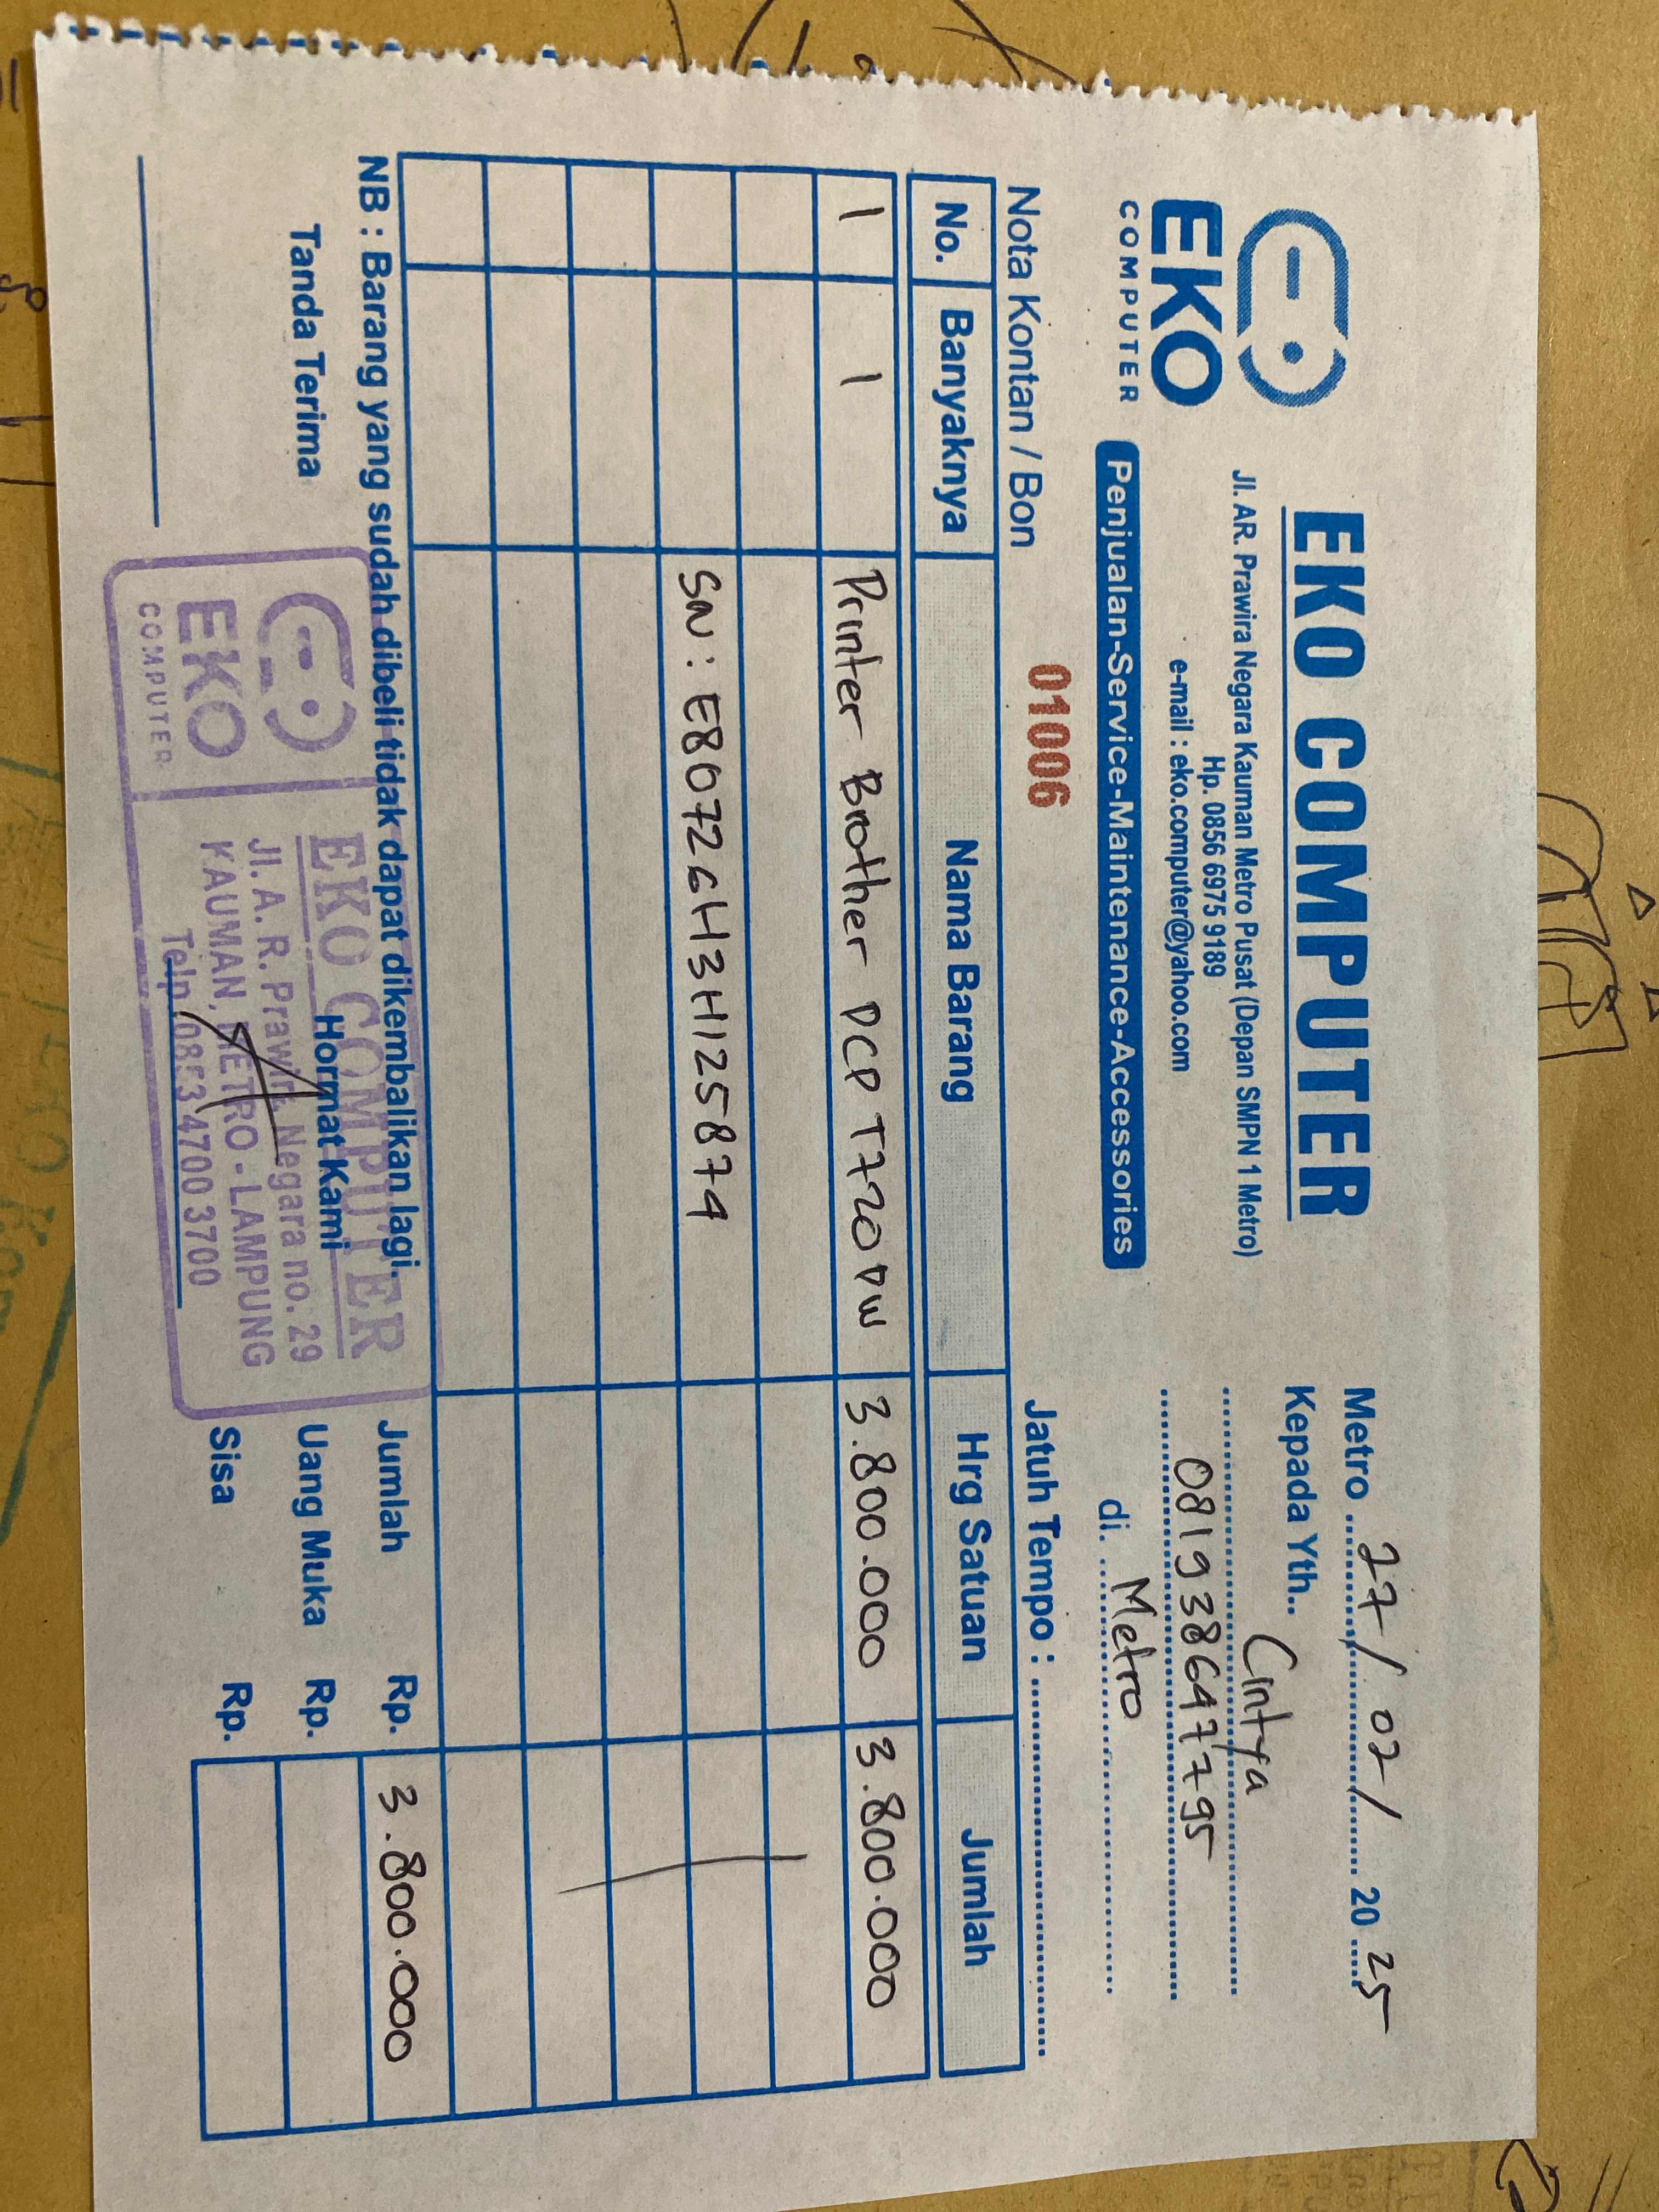 EKO
COMPUTER
EKO COMPUTER
Jl. AR. Prawira Negara Kauman Metro Pusat (Depan SMPN 1 Metro)
Hp. 0856 6975 9189
e-mail : eko.computer@yahoo.com
Penjualan-Service-Maintenance-Accessories
Metro 27/02/ 2025
Kepada Yth..
Cintya
081938647795
di. Metro
Nota Kontan / Bon 01006 Jatuh Tempo :
No. Banyaknya Nama Barang Hrg Satuan Jumlah
1 1 Printer Brother DCP T720DW 3.800.000 3.800.000
SN : E80726H3H125874
NB : Barang yang sudah dibeli tidak dapat dikembalikan lagi.
Jumlah Rp. 3.800.000
Uang Muka Rp.
Sisa Rp.
Tanda Terima
Hormat Kami
EKO
COMPUTER
EKO COMPUTER
Jl. A. R. Prawira Negara no. 29
KAUMAN, METRO - LAMPUNG
Telp. 0853 4700 3700